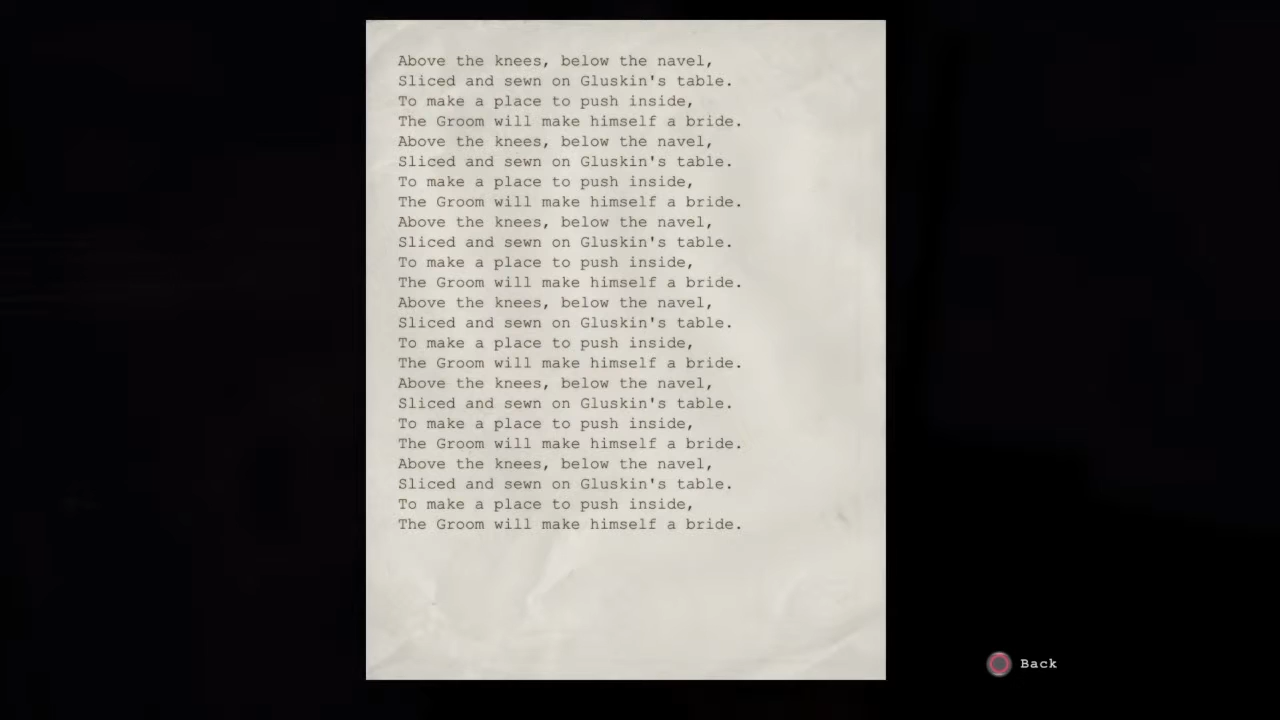 Above the knees, below the navel,
Sliced and sewn on Gluskin's table.
To make a place to push inside,
The Groom will make himself a bride.
Above the knees, below the navel,
Sliced and sewn on Gluskin's table.
To make a place to push inside,
The Groom will make himself a bride.
Above the knees, below the navel,
Sliced and sewn on Gluskin's table.
To make a place to push inside,
The Groom will make himself a bride.
Above the knees, below the navel,
Sliced and sewn on Gluskin's table.
To make a place to push inside,
The Groom will make himself a bride.
Above the knees, below the navel,
Sliced and sewn on Gluskin's table.
To make a place to push inside,
The Groom will make himself a bride.
Above the knees, below the navel,
Sliced and sewn on Gluskin's table.
To make a place to push inside,
The Groom will make himself a bride.
Back